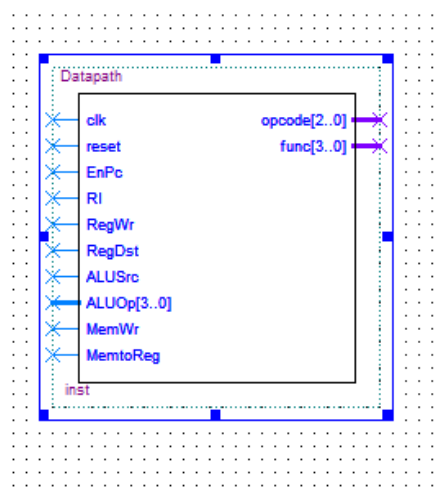 Datapath
clk opcode[2..0]
reset func[3..0]
EnPc
RI
RegWr
RegDst
ALUSrc
ALUOp[3..0]
MemWr
MemtoReg
inst